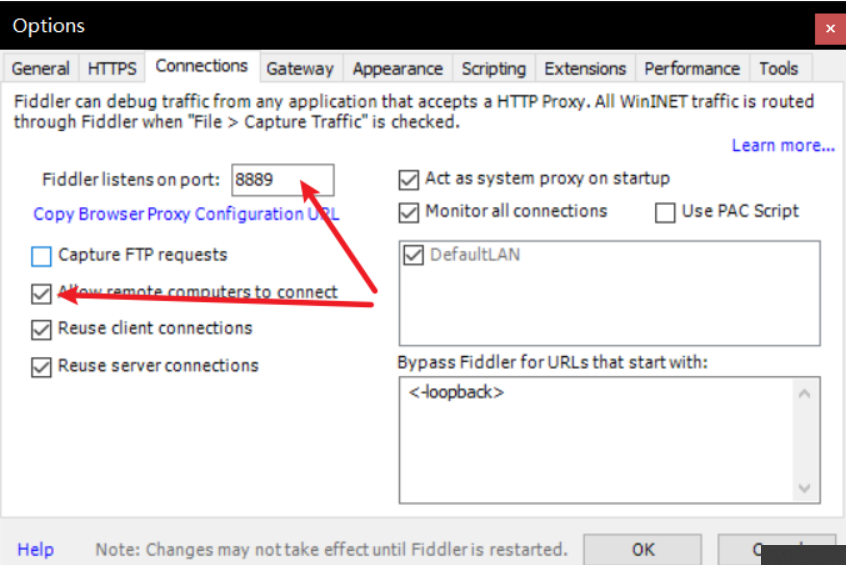 Options
General HTTPS Connections Gateway Appearance Scripting Extensions Performance Tools
Fiddler can debug traffic from any application that accepts a HTTP Proxy. All WinINET traffic is routed
through Fiddler when "File > Capture Traffic" is checked.
Learn more...
Fiddler listens on port: 8889
Copy Browser Proxy Configuration URL
Capture FTP requests
Allow remote computers to connect
Reuse client connections
Reuse server connections
Act as system proxy on startup
Monitor all connections
Use PAC Script
DefaultLAN
Bypass Fiddler for URLs that start with:
<-loopback>
Help
Note: Changes may not take effect until Fiddler is restarted.
OK